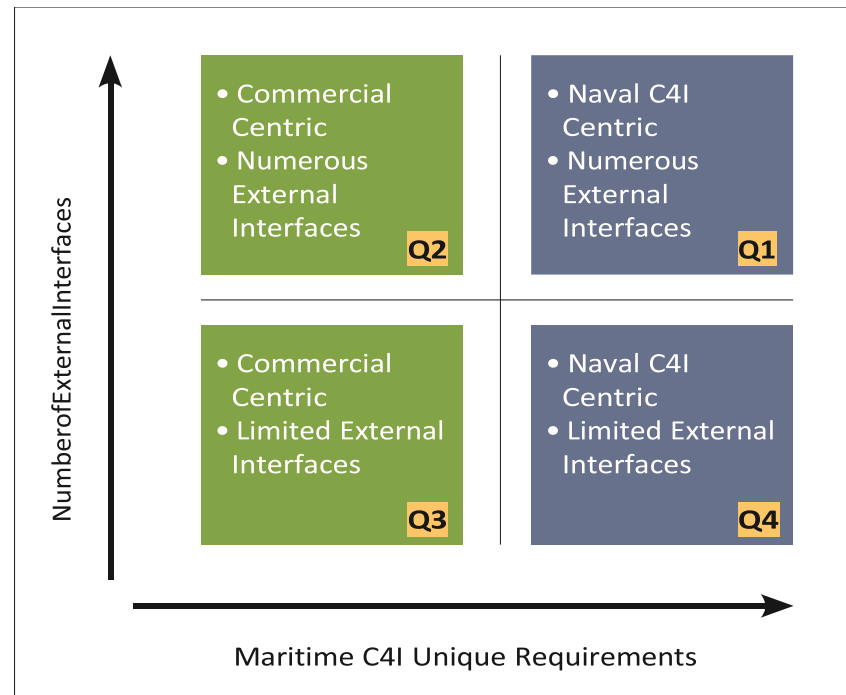 NumberofExternalInterfaces
• Commercial
Centric
• Numerous
External
Interfaces
Q2
• Naval C4I
Centric
• Numerous
External
Interfaces
Q1
• Commercial
Centric
• Limited External
Interfaces
Q3
• Naval C4I
Centric
• Limited External
Interfaces
Q4
Maritime C4I Unique Requirements